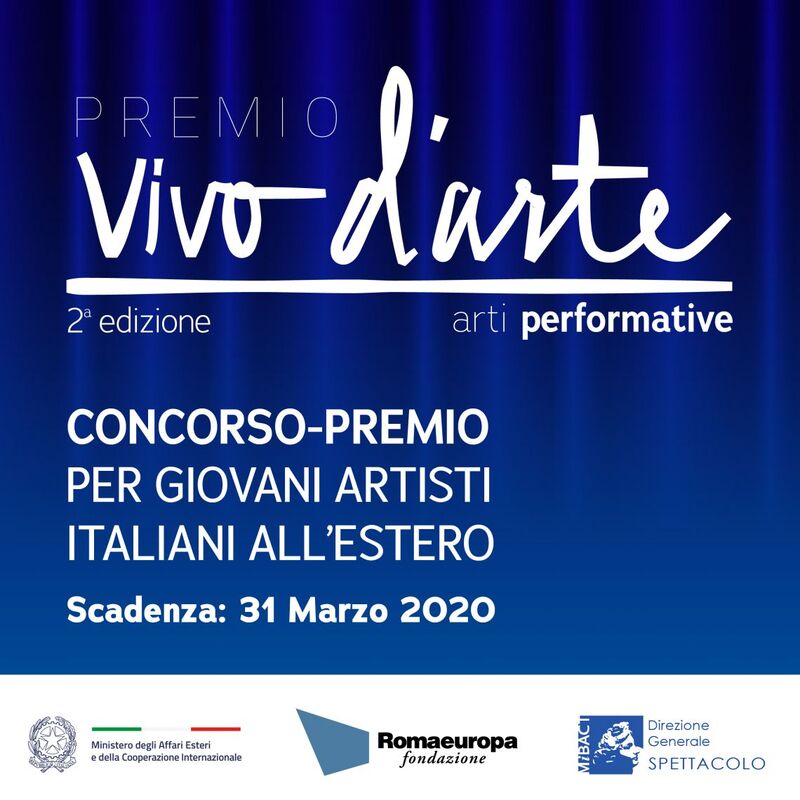 PREMIO
Vivo d'arte
2ª edizione
arti performative
CONCORSO-PREMIO
PER GIOVANI ARTISTI
ITALIANI ALL'ESTERO
Scadenza: 31 Marzo 2020
Ministero degli Affari Esteri
e della Cooperazione Internazionale
Romaeuropa
fondazione
MiBACT
Direzione
Generale
SPETTACOLO